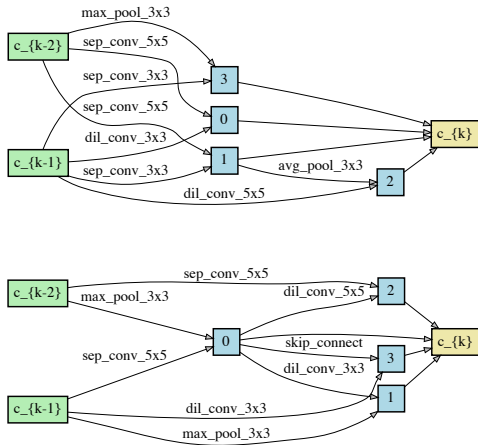 max_pool_3x3
c_{k-2}
sep_conv_5x5
sep_conv_3x3
3
sep_conv_5x5
0
c_{k}
dil_conv_3x3
c_{k-1}
1
avg_pool_3x3
sep_conv_3x3
2
dil_conv_5x5
sep_conv_5x5
c_{k-2}
2
max_pool_3x3
dil_conv_5x5
0
skip_connect
c_{k}
sep_conv_5x5
3
dil_conv_3x3
1
c_{k-1}
dil_conv_3x3
max_pool_3x3